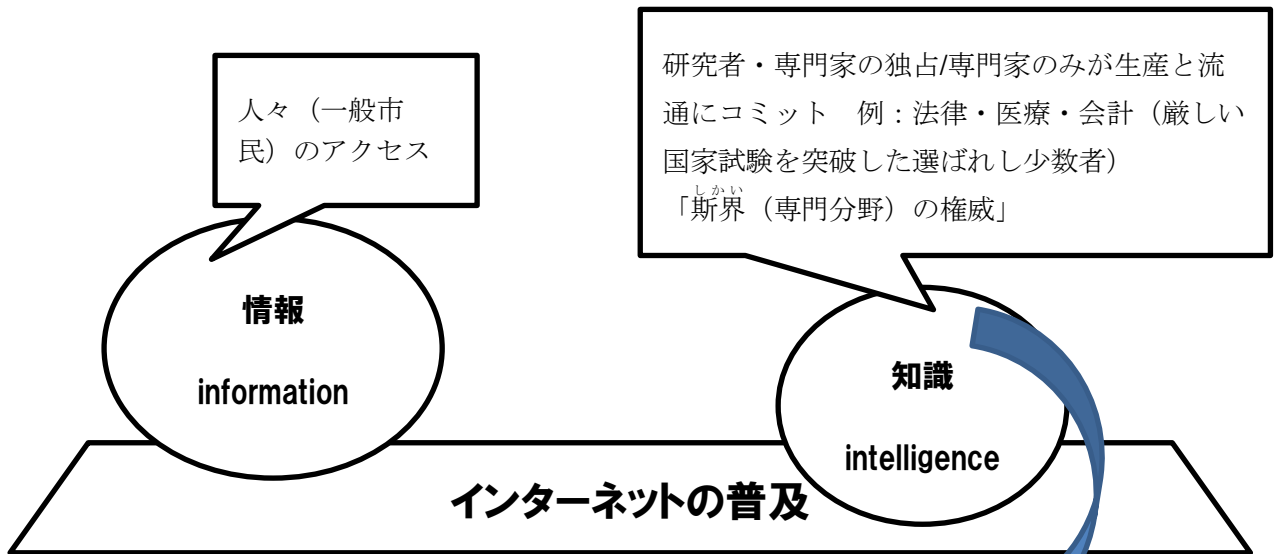 人々（一般市
民）のアクセス
研究者・専門家の独占/専門家のみが生産と流
通にコミット　例：法律・医療・会計（厳しい
国家試験を突破した選ばれし少数者）
しかい
「斯界（専門分野）の権威」
情報
information
知識
intelligence
インターネットの普及